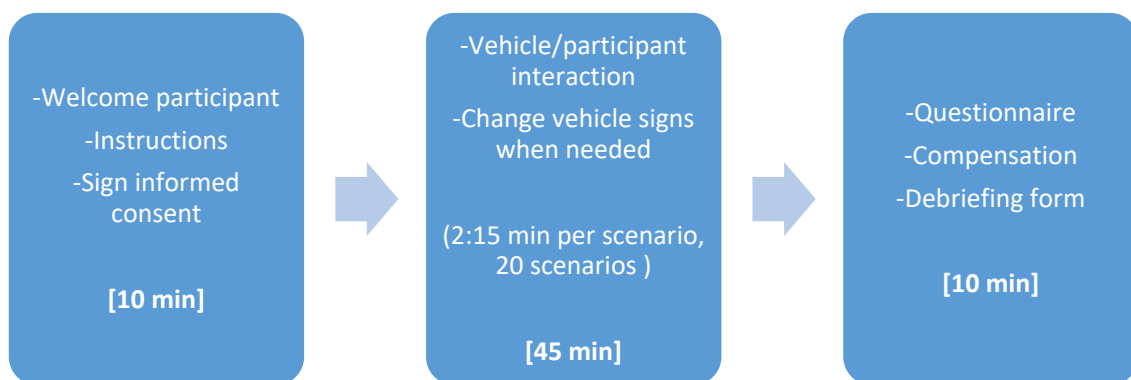 -Welcome participant
-Instructions
-Sign informed
consent
[10 min]
-Vehicle/participant
interaction
-Change vehicle signs
when needed
(2:15 min per scenario,
20 scenarios )
[45 min]
-Questionnaire
-Compensation
-Debriefing form
[10 min]